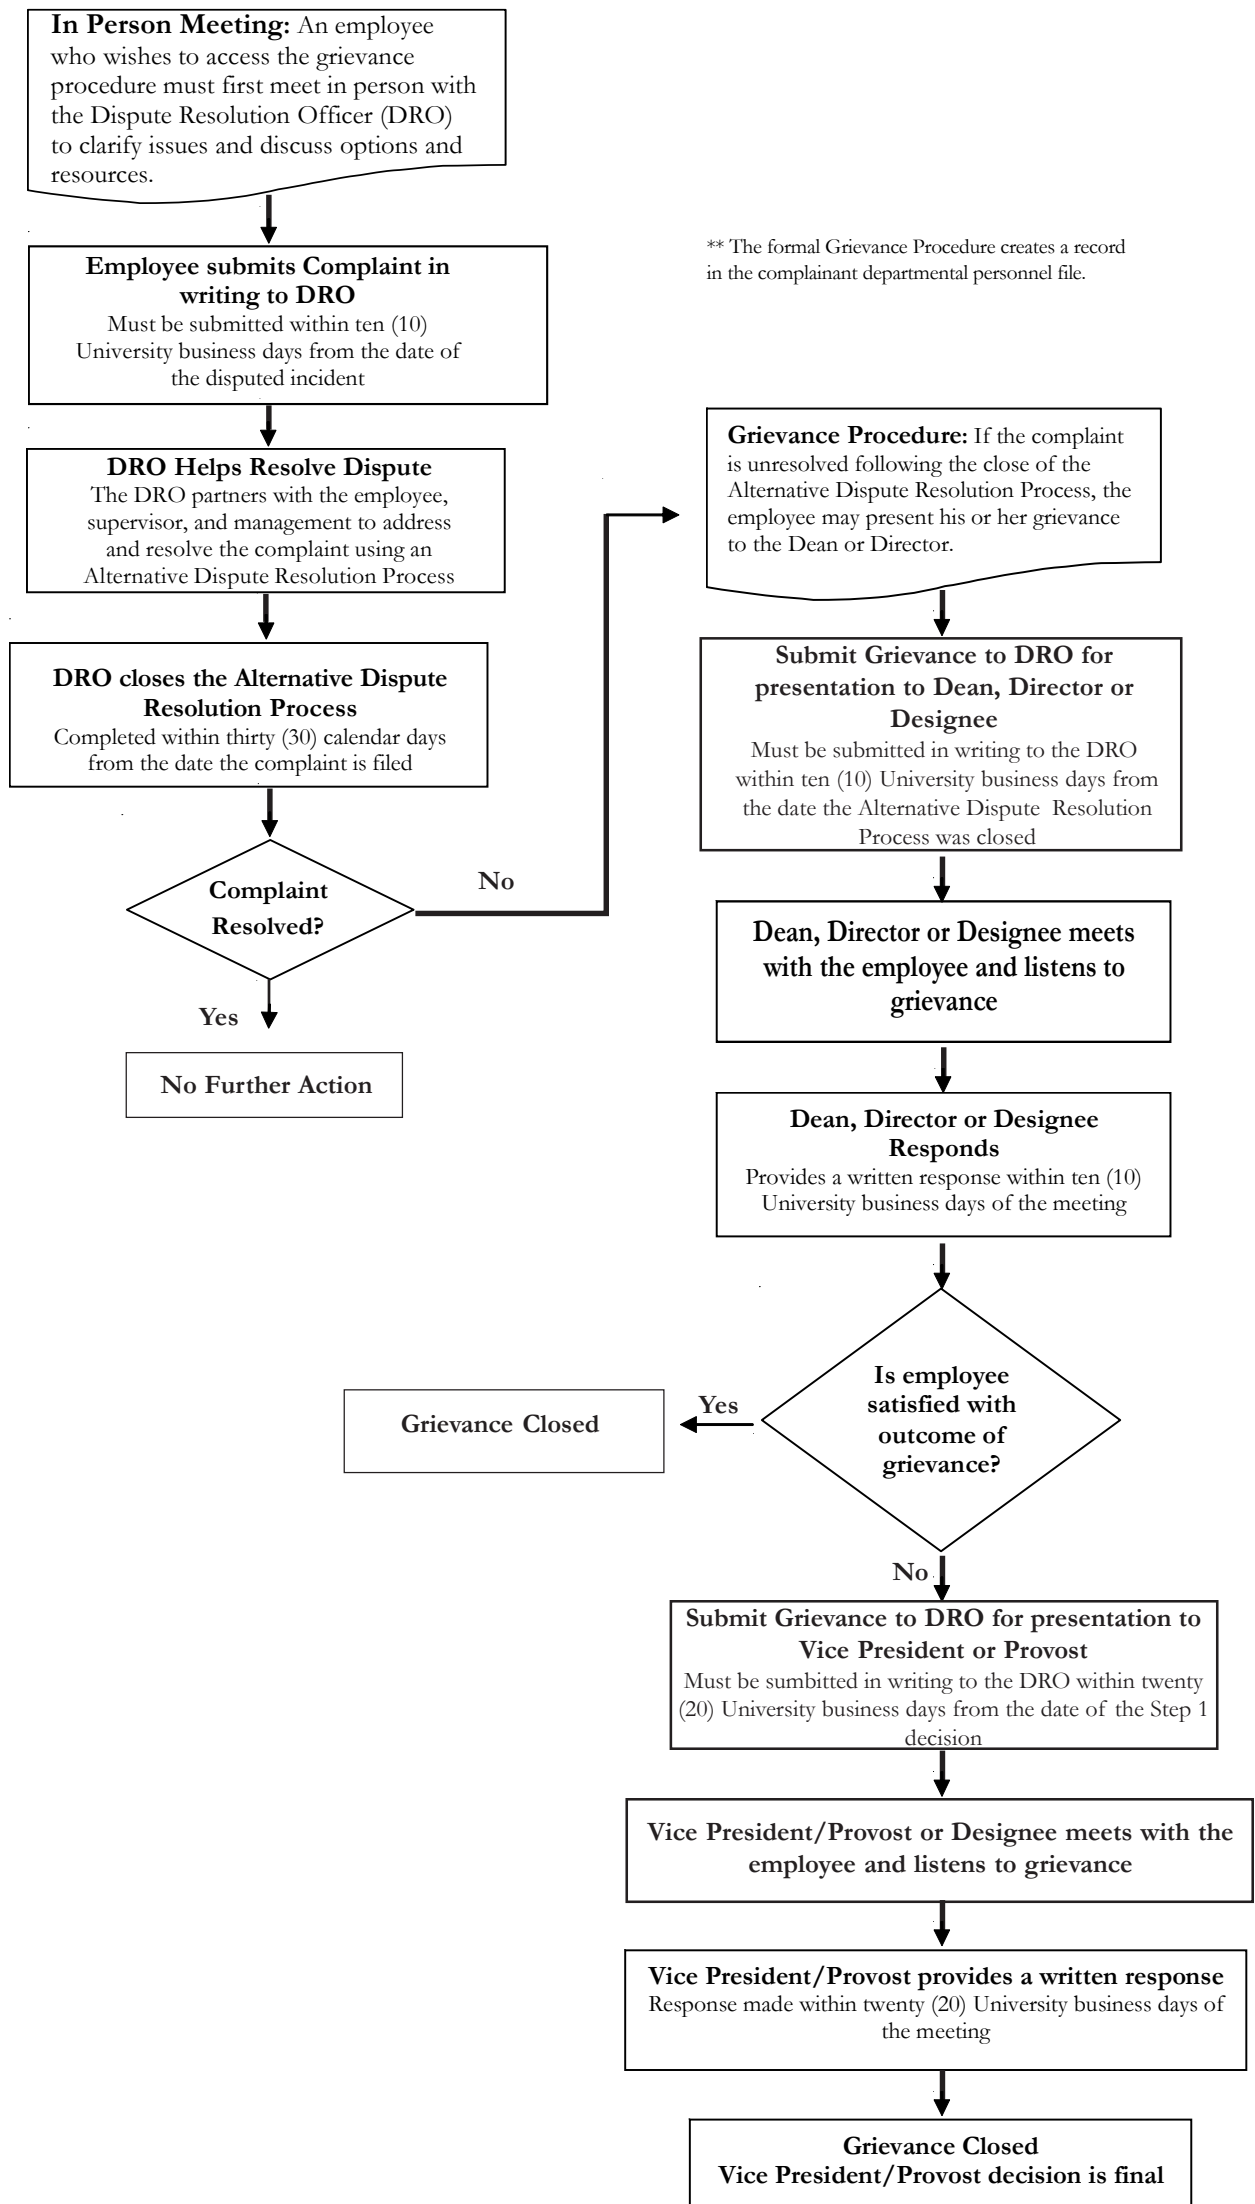 In Person Meeting: An employee
who wishes to access the grievance
procedure must first meet in person with
the Dispute Resolution Officer (DRO)
to clarify issues and discuss options and
resources.
Employee submits Complaint in
writing to DRO
Must be submitted within ten (10)
University business days from the date of
the disputed incident
DRO Helps Resolve Dispute
The DRO partners with the employee,
supervisor, and management to address
and resolve the complaint using an
Alternative Dispute Resolution Process
DRO closes the Alternative Dispute
Resolution Process
Completed within thirty (30) calendar days
from the date the complaint is filed
Complaint
Resolved?
No
Yes
No Further Action
** The formal Grievance Procedure creates a record
in the complainant departmental personnel file.
Grievance Procedure: If the complaint
is unresolved following the close of the
Alternative Dispute Resolution Process, the
employee may present his or her grievance
to the Dean or Director.
Submit Grievance to DRO for
presentation to Dean, Director or
Designee
Must be submitted in writing to the DRO
within ten (10) University business days from
the date the Alternative Dispute Resolution
Process was closed
Dean, Director or Designee meets
with the employee and listens to
grievance
Dean, Director or Designee
Responds
Provides a written response within ten (10)
University business days of the meeting
Is employee
satisfied with
outcome of
grievance?
Yes
Grievance Closed
No
Submit Grievance to DRO for presentation to
Vice President or Provost
Must be sumbitted in writing to the DRO within twenty
(20) University business days from the date of the Step 1
decision
Vice President/Provost or Designee meets with the
employee and listens to grievance
Vice President/Provost provides a written response
Response made within twenty (20) University business days of
the meeting
Grievance Closed
Vice President/Provost decision is final